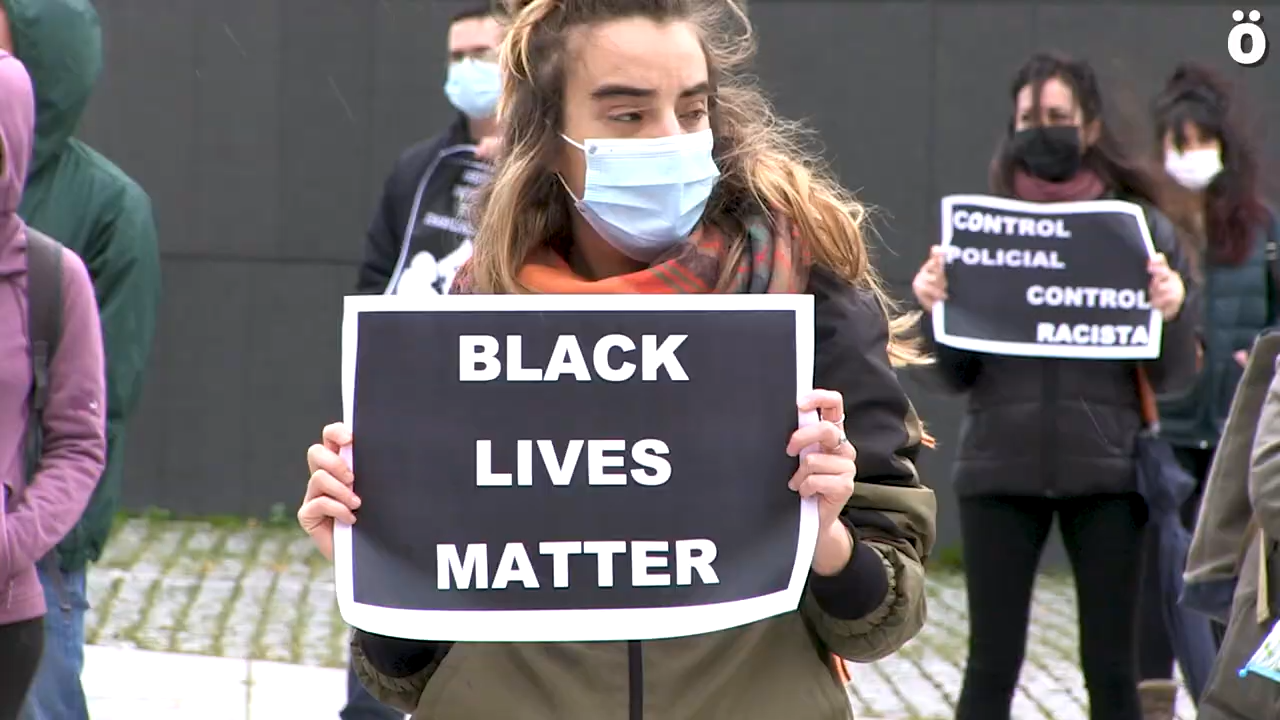 ö
BLACK
LIVES
MATTER
CONTROL
POLICIAL
CONTROL
RACISTA